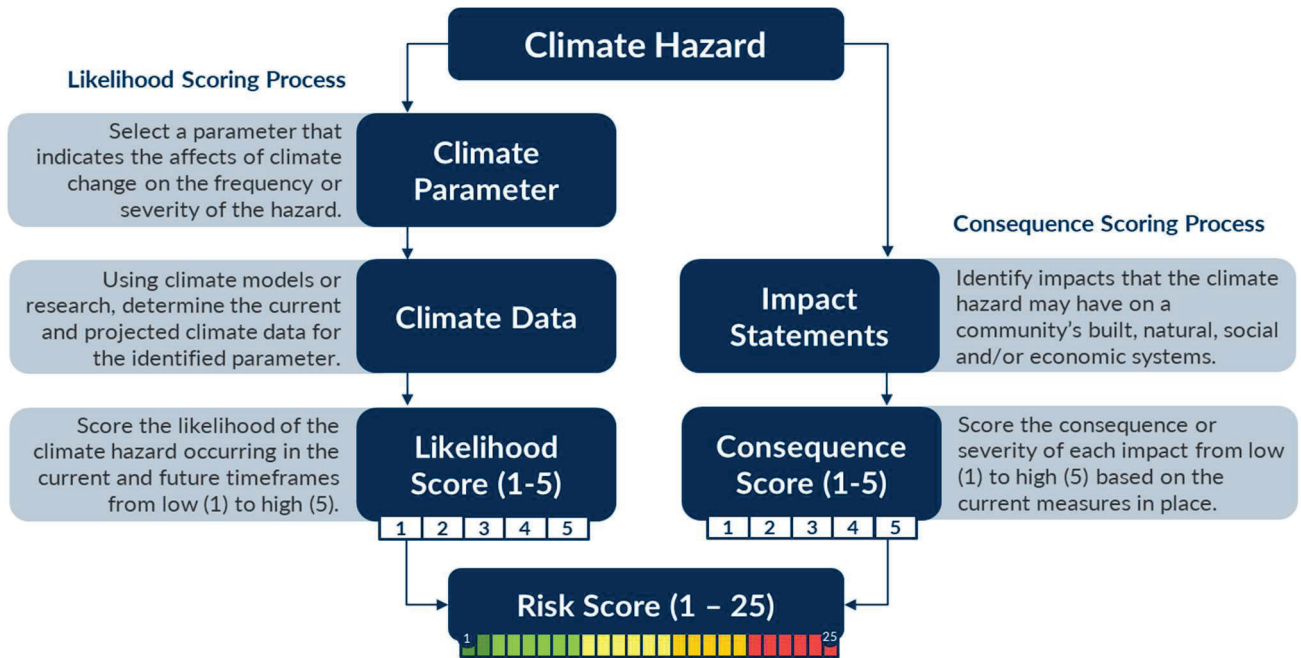 Climate Hazard
Likelihood Scoring Process
Select a parameter that
indicates the affects of climate
change on the frequency or
severity of the hazard.
Climate
Parameter
Using climate models or
research, determine the current
and projected climate data for
the identified parameter.
Climate Data
Score the likelihood of the
climate hazard occurring in the
current and future timeframes
from low (1) to high (5).
Likelihood
Score (1-5)
1 2 3 4 5
Consequence Scoring Process
Impact
Statements
Identify impacts that the climate
hazard may have on a
community's built, natural, social
and/or economic systems.
Consequence
Score (1-5)
1 2 3 4 5
Score the consequence or
severity of each impact from low
(1) to high (5) based on the
current measures in place.
Risk Score (1 – 25)
1 25